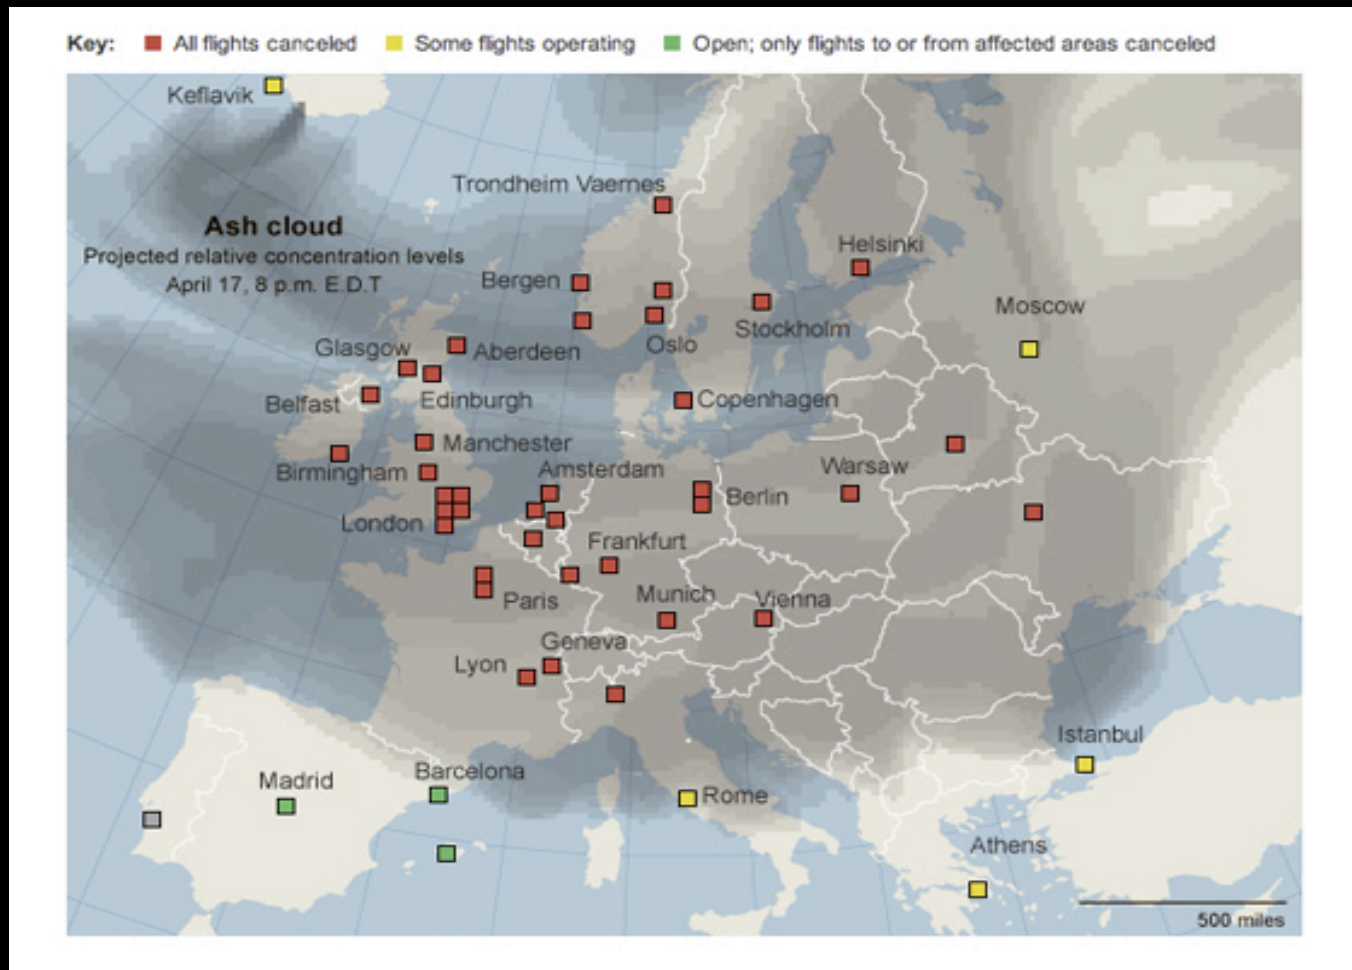 Key: All flights canceled Some flights operating Open; only flights to or from affected areas canceled
Keflavik
Trondheim Vaernes
Ash cloud
Projected relative concentration levels
April 17, 8 p.m. E.D.T
Helsinki
Bergen
Moscow
Stockholm
Oslo
Glasgow
Aberdeen
Belfast
Edinburgh
Copenhagen
Manchester
Birmingham
Amsterdam
Warsaw
Berlin
London
Frankfurt
Paris
Munich
Vienna
Geneva
Lyon
Istanbul
Madrid
Barcelona
Rome
Athens
500 miles